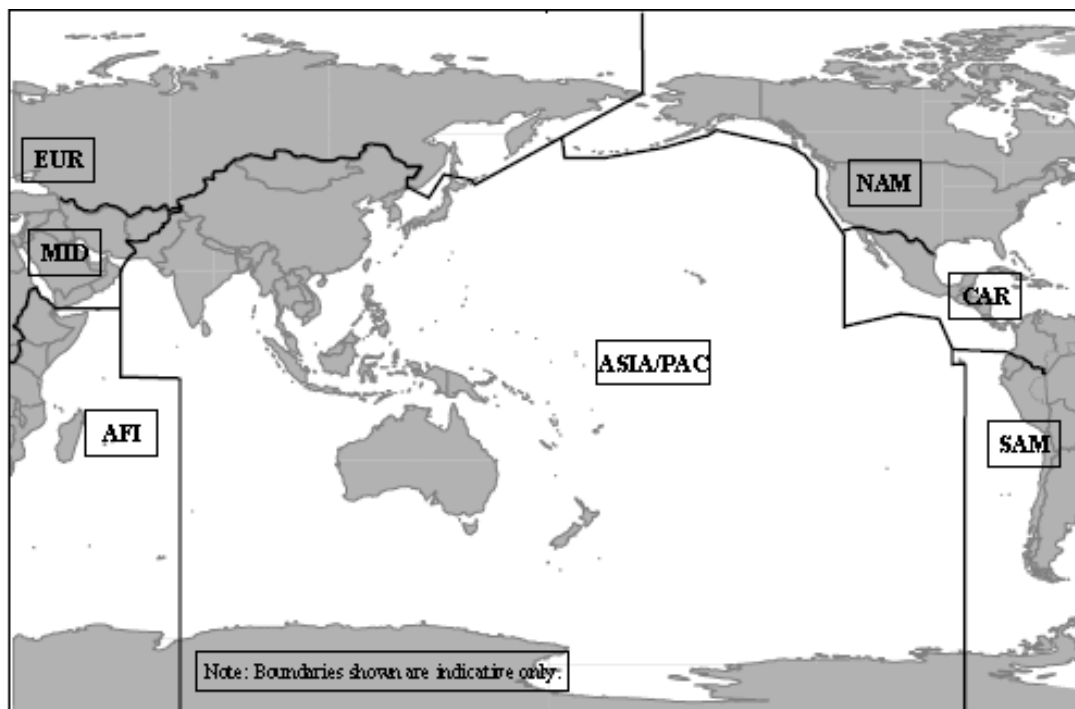 EUR
NAM
MID
CAR
ASIA/PAC
AFI
SAM
Note: Boundaries shown are indicative only.